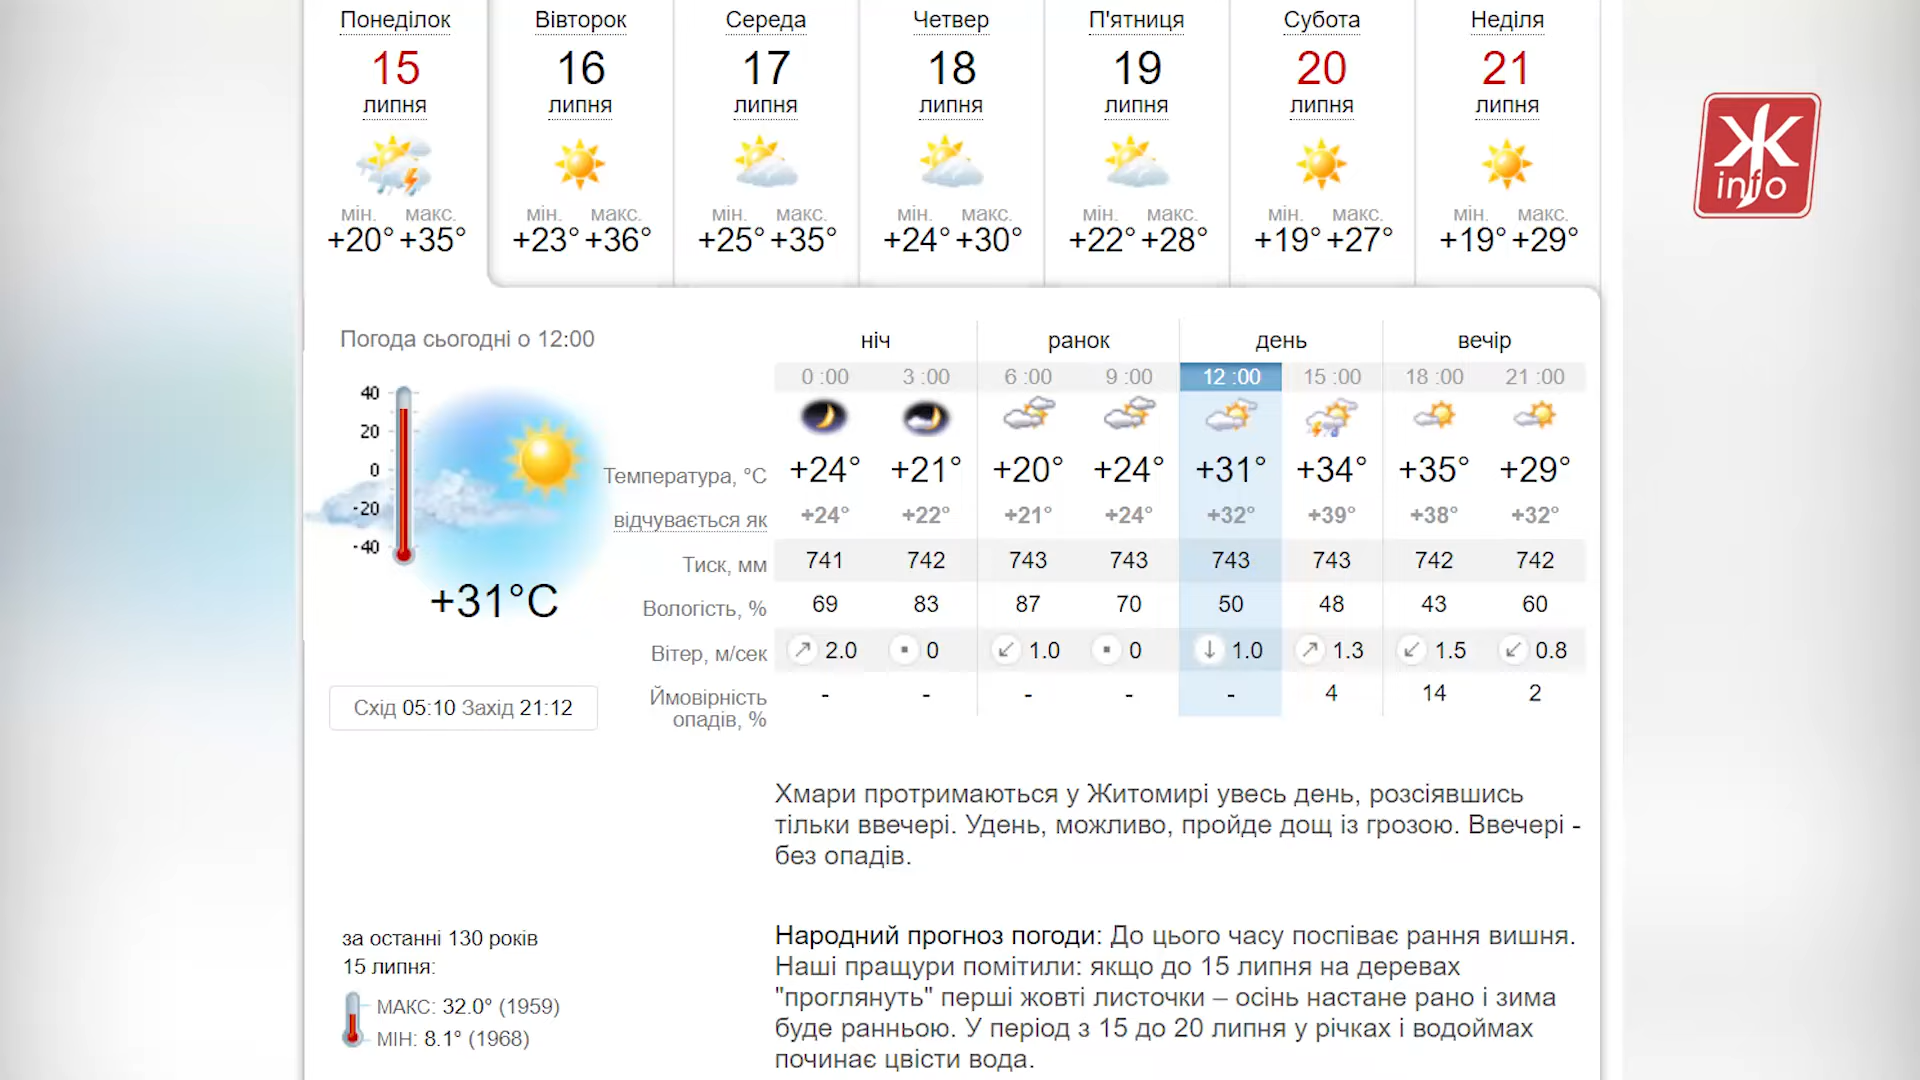 Понеділок Вівторок Середа Четвер П'ятниця Субота Неділя
15 16 17 18 19 20 21
липня липня липня липня липня липня липня
мін. макс. мін. макс. мін. макс. мін. макс. мін. макс. мін. макс. мін. макс.
+20° +35° +23° +36° +25° +35° +24° +30° +22° +28° +19° +27° +19° +29°
Ж
info
Погода сьогодні о 12:00
40
20
0
-20
-40
+31°C
Схід 05:10 Захід 21:12
ніч ранок день вечір
0 :00 3 :00 6 :00 9 :00 12 :00 15 :00 18 :00 21 :00
Температура, °C +24° +21° +20° +24° +31° +34° +35° +29°
відчувається як +24° +22° +21° +24° +32° +39° +38° +32°
Тиск, мм 741 742 743 743 743 743 742 742
Вологість, % 69 83 87 70 50 48 43 60
Вітер, м/сек 2.0 0 1.0 0 1.0 1.3 1.5 0.8
Ймовірність
опадів, % - - - - - 4 14 2
Хмари протримаються у Житомирі увесь день, розсіявшись
тільки ввечері. Удень, можливо, пройде дощ із грозою. Ввечері -
без опадів.
за останні 130 років
15 липня:
МАКС: 32.0° (1959)
МІН: 8.1° (1968)
Народний прогноз погоди: До цього часу поспіває рання вишня.
Наші пращури помітили: якщо до 15 липня на деревах
"проглянуть" перші жовті листочки – осінь настане рано і зима
буде ранньою. У період з 15 до 20 липня у річках і водоймах
починає цвісти вода.